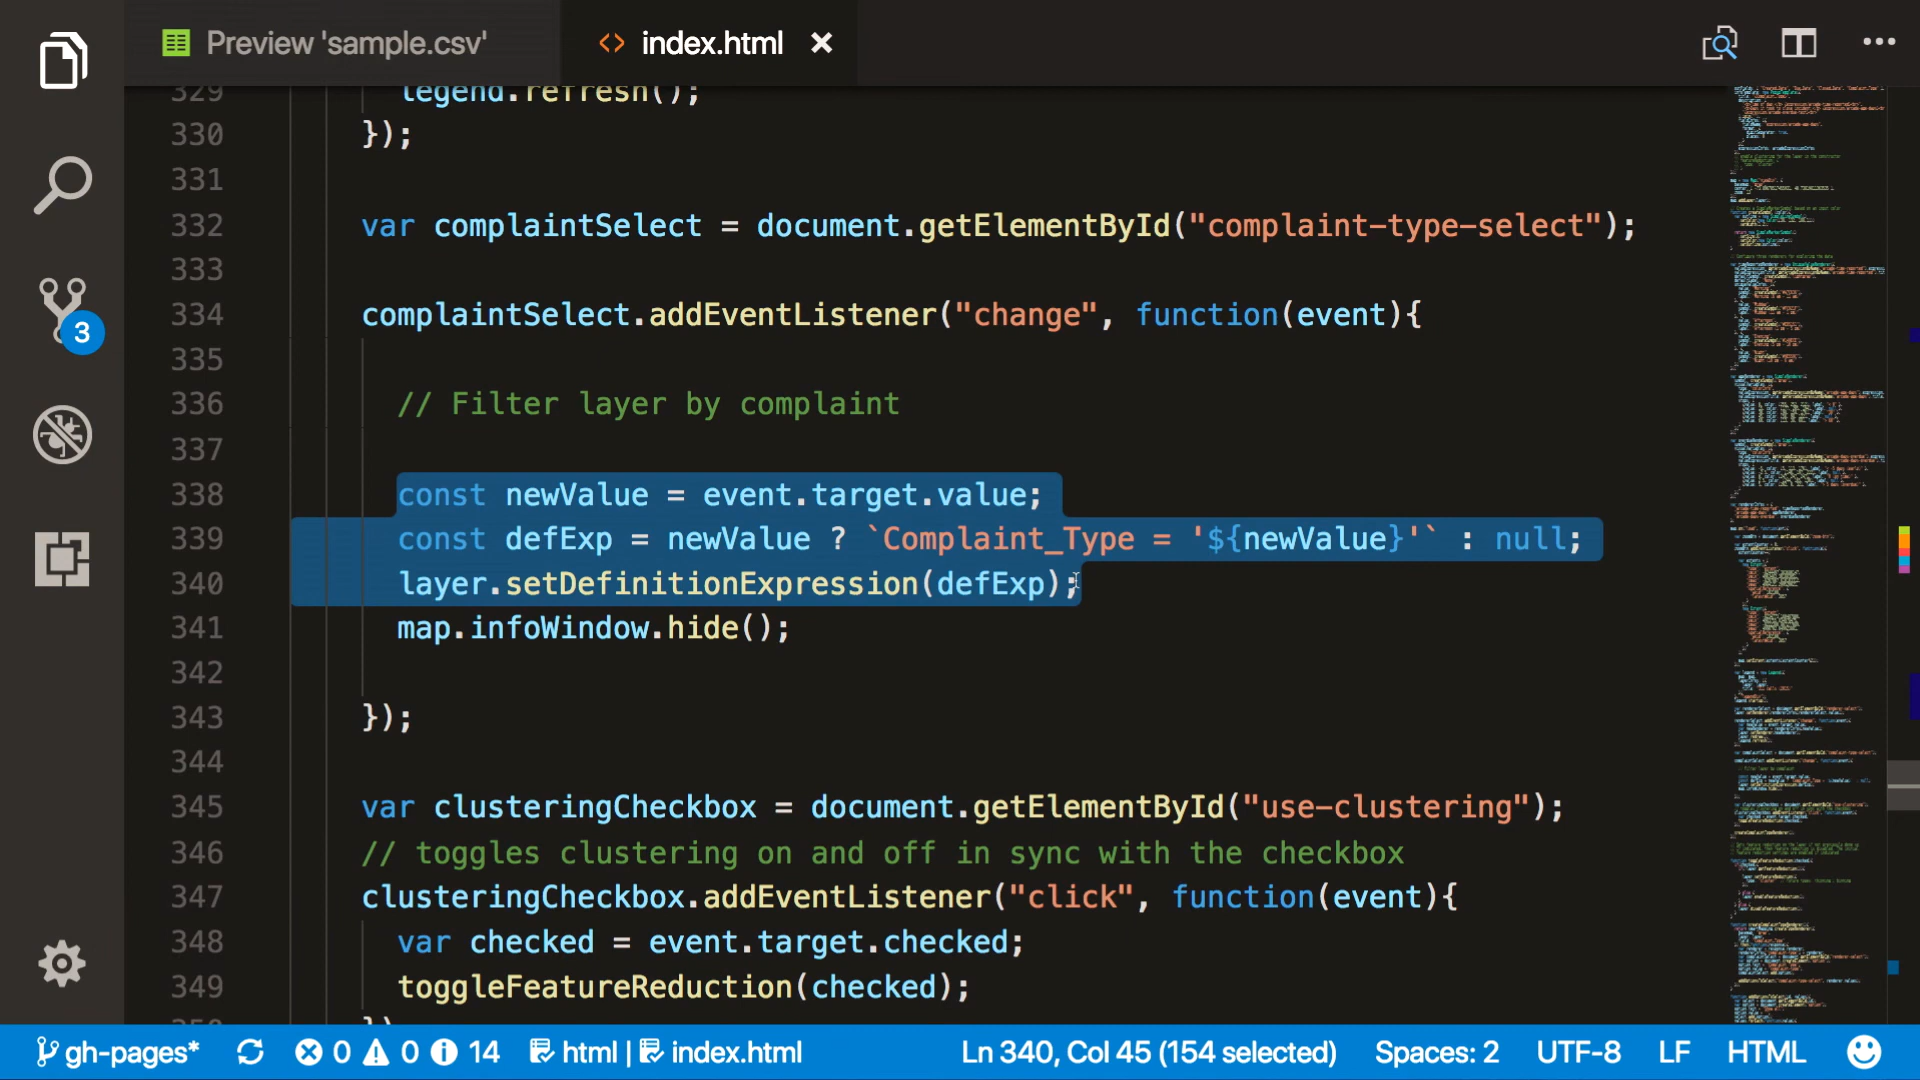 Preview 'sample.csv'
index.html
329 legend.refresh();
330 });
331
332 var complaintSelect = document.getElementById("complaint-type-select");
333
334 complaintSelect.addEventListener("change", function(event){
335
336 // Filter layer by complaint
337
338 const newValue = event.target.value;
339 const defExp = newValue ? `Complaint_Type = '${newValue}'` : null;
340 layer.setDefinitionExpression(defExp);
341 map.infoWindow.hide();
342
343 });
344
345 var clusteringCheckbox = document.getElementById("use-clustering");
346 // toggles clustering on and off in sync with the checkbox
347 clusteringCheckbox.addEventListener("click", function(event){
348 var checked = event.target.checked;
349 toggleFeatureReduction(checked);
3
gh-pages* 0 0 14 html | index.html Ln 340, Col 45 (154 selected) Spaces: 2 UTF-8 LF HTML